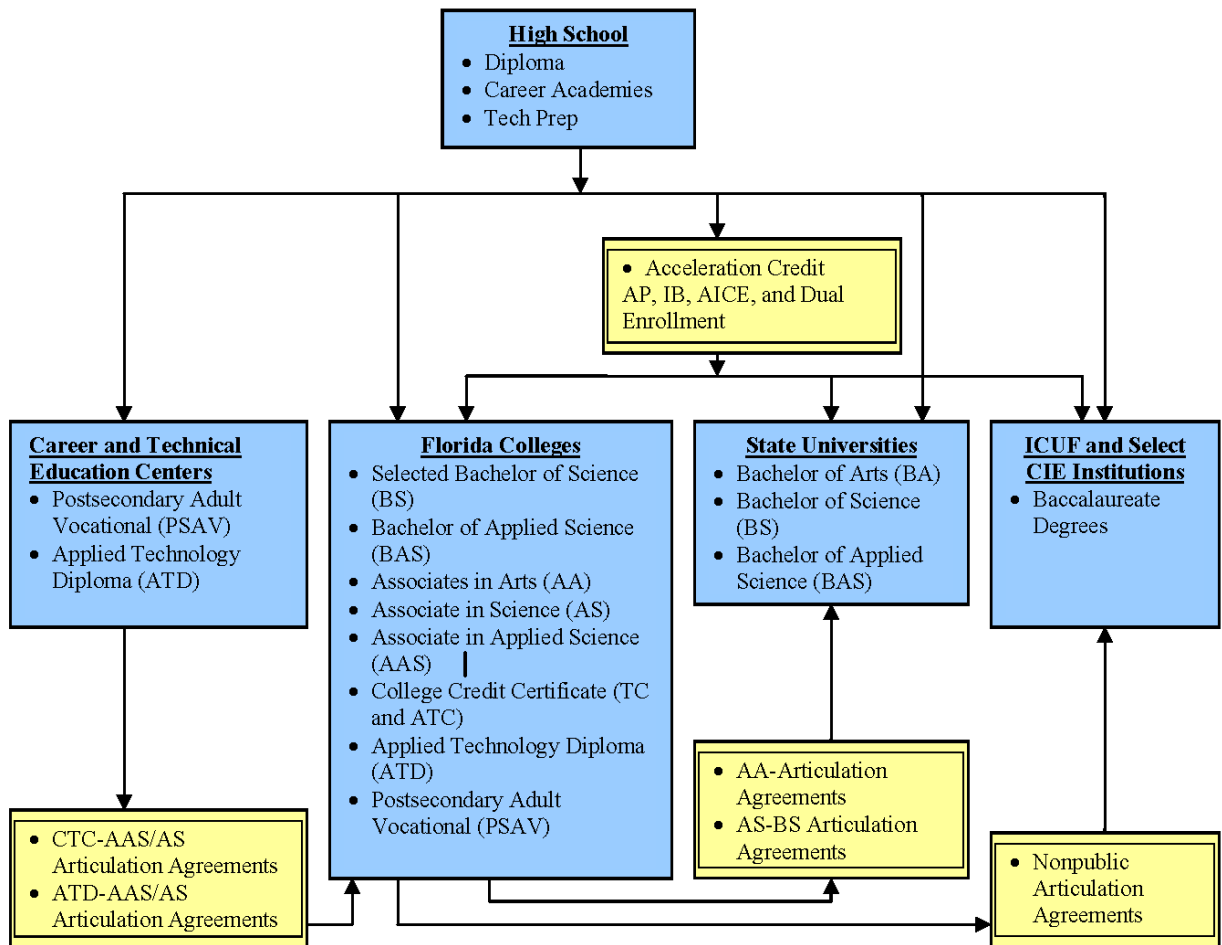 High School
• Diploma
• Career Academies
• Tech Prep
• Acceleration Credit
AP, IB, AICE, and Dual
Enrollment
Career and Technical
Education Centers
• Postsecondary Adult
Vocational (PSAV)
• Applied Technology
Diploma (ATD)
Florida Colleges
• Selected Bachelor of Science
(BS)
• Bachelor of Applied Science
(BAS)
• Associates in Arts (AA)
• Associate in Science (AS)
• Associate in Applied Science
(AAS)
• College Credit Certificate (TC
and ATC)
• Applied Technology Diploma
(ATD)
• Postsecondary Adult
Vocational (PSAV)
State Universities
• Bachelor of Arts (BA)
• Bachelor of Science
(BS)
• Bachelor of Applied
Science (BAS)
ICUF and Select
CIE Institutions
• Baccalaureate
Degrees
• CTC-AAS/AS
Articulation Agreements
• ATD-AAS/AS
Articulation Agreements
• AA-Articulation
Agreements
• AS-BS Articulation
Agreements
• Nonpublic
Articulation
Agreements